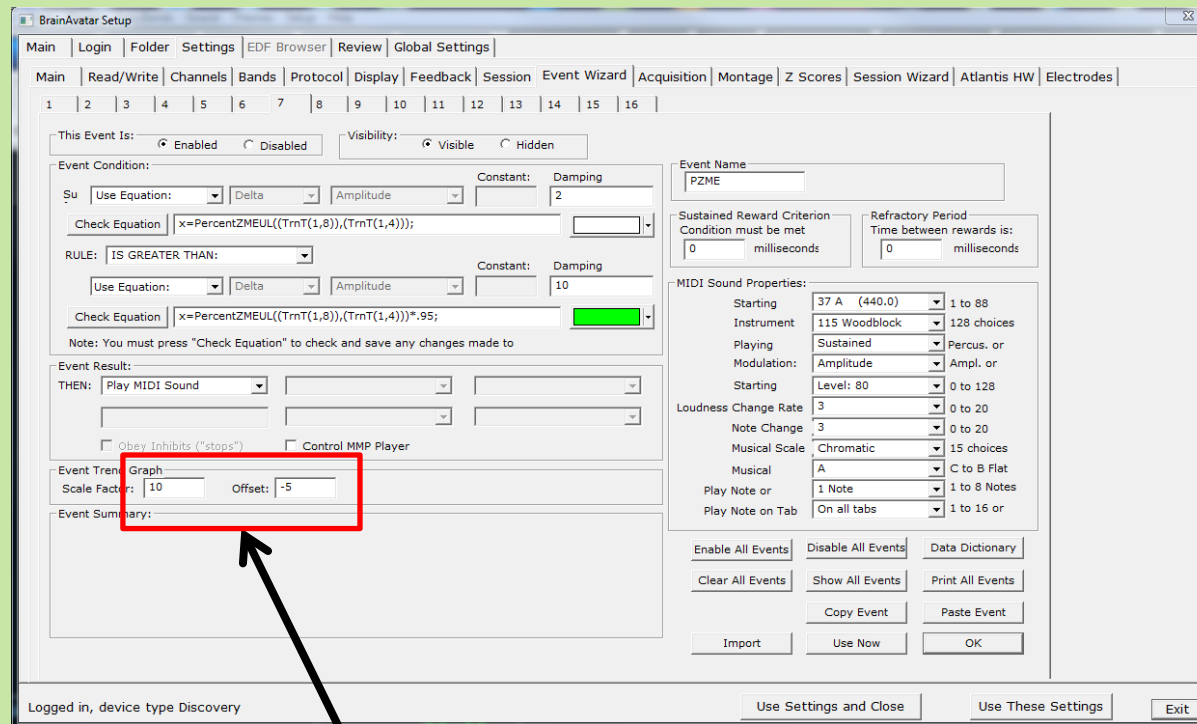 BrainAvatar Setup
Main Login Folder Settings EDF Browser Review Global Settings
Main Read/Write Channels Bands Protocol Display Feedback Session Event Wizard Acquisition Montage Z Scores Session Wizard Atlantis HW Electrodes
1 2 3 4 5 6 7 8 9 10 11 12 13 14 15 16
This Event Is: Enabled Disabled
Visibility: Visible Hidden
Event Condition:
Constant: Damping
Su Use Equation: Delta Amplitude 2
Check Equation x=PercentZMEUL((TrnT(1,8)),(TrnT(1,4)));
RULE: IS GREATER THAN:
Constant: Damping
Use Equation: Delta Amplitude 10
Check Equation x=PercentZMEUL((TrnT(1,8)),(TrnT(1,4)))*.95;
Note: You must press "Check Equation" to check and save any changes made to
Event Result:
THEN: Play MIDI Sound
Obey Inhibits ("stops") Control MMP Player
Event Trend Graph
Scale Factor: 10 Offset: -5
Event Summary:
Event Name
PZME
Sustained Reward Criterion
Condition must be met
0 milliseconds
Refractory Period
Time between rewards is:
0 milliseconds
MIDI Sound Properties:
Starting 37 A (440.0) 1 to 88
Instrument 115 Woodblock 128 choices
Playing Sustained Percus. or
Modulation: Amplitude Ampl. or
Starting Level: 80 0 to 128
Loudness Change Rate 3 0 to 20
Note Change 3 0 to 20
Musical Scale Chromatic 15 choices
Musical A C to B Flat
Play Note or 1 Note 1 to 8 Notes
Play Note on Tab On all tabs 1 to 16 or
Enable All Events Disable All Events Data Dictionary
Clear All Events Show All Events Print All Events
Copy Event Paste Event
Import Use Now OK
Logged in, device type Discovery
Use Settings and Close Use These Settings Exit